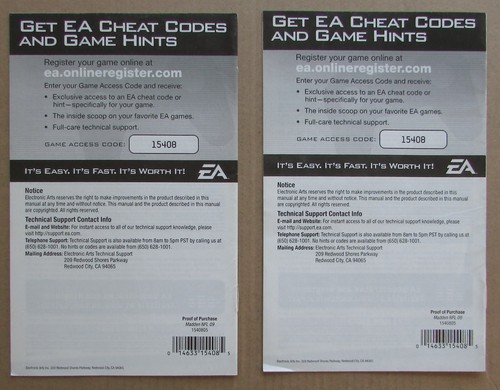 GET EA CHEAT CODES
AND GAME HINTS
Register your game online at
ea.onlineregister.com
Enter your Game Access Code and receive:
• Exclusive access to an EA cheat code or
hint—specifically for your game.
• The inside scoop on your favorite EA games.
• Full-care technical support.
GAME ACCESS CODE: 15408
IT'S EASY. IT'S FAST. IT'S WORTH IT! EA
Notice
Electronic Arts reserves the right to make improvements in the product described in this
manual at any time and without notice. This manual and the product described in this manual
are copyrighted. All rights reserved.
Technical Support Contact Info
E-mail and Website: For instant access to all of our technical support knowledge, please
visit http://support.ea.com.
Telephone Support: Technical Support is also available from 8am to 5pm PST by calling us at
(650) 628-1001. No hints or codes are available from (650) 628-1001.
Mailing Address: Electronic Arts Technical Support
209 Redwood Shores Parkway
Redwood City, CA 94065
Proof of Purchase
Madden NFL 09
1540805
0 14633 15408 5
GET EA CHEAT CODES
AND GAME HINTS
Register your game online at
ea.onlineregister.com
Enter your Game Access Code and receive:
• Exclusive access to an EA cheat code or
hint—specifically for your game.
• The inside scoop on your favorite EA games.
• Full-care technical support.
GAME ACCESS CODE: 15408
IT'S EASY. IT'S FAST. IT'S WORTH IT! EA
Notice
Electronic Arts reserves the right to make improvements in the product described in this
manual at any time and without notice. This manual and the product described in this manual
are copyrighted. All rights reserved.
Technical Support Contact Info
E-mail and Website: For instant access to all of our technical support knowledge, please
visit http://support.ea.com.
Telephone Support: Technical Support is also available from 8am to 5pm PST by calling us at
(650) 628-1001. No hints or codes are available from (650) 628-1001.
Mailing Address: Electronic Arts Technical Support
209 Redwood Shores Parkway
Redwood City, CA 94065
Proof of Purchase
Madden NFL 09
1540805
0 14633 15408 5